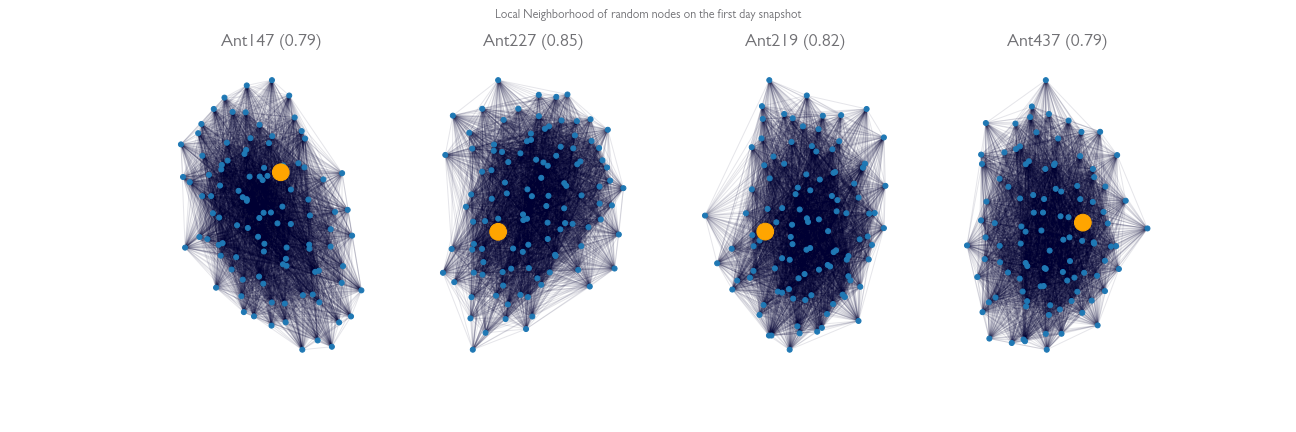 Local Neighborhood of random nodes on the first day snapshot
Ant147 (0.79)
Ant227 (0.85)
Ant219 (0.82)
Ant437 (0.79)